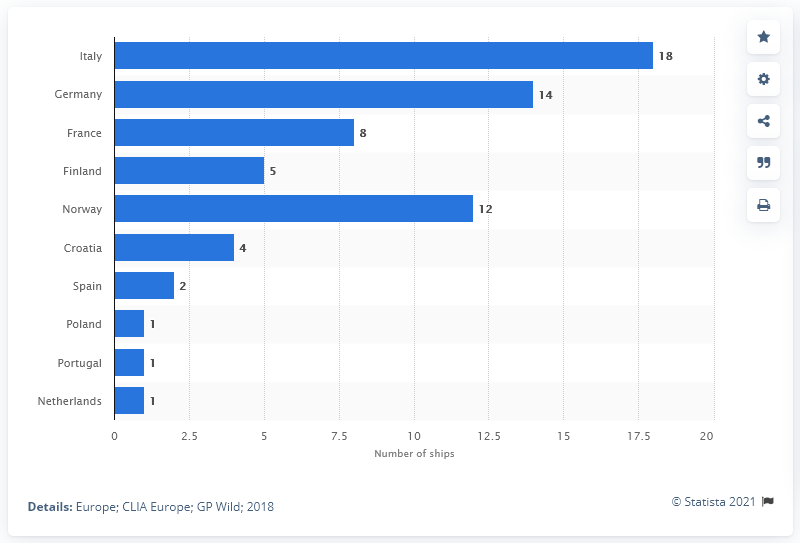 Italy 18
Germany 14
France 8
Finland 5
Norway 12
Croatia 4
Spain 2
Poland 1
Portugal 1
Netherlands 1
0 2.5 5 7.5 10 12.5 15 17.5 20
Number of ships
Details: Europe; CLIA Europe; GP Wild; 2018
© Statista 2021